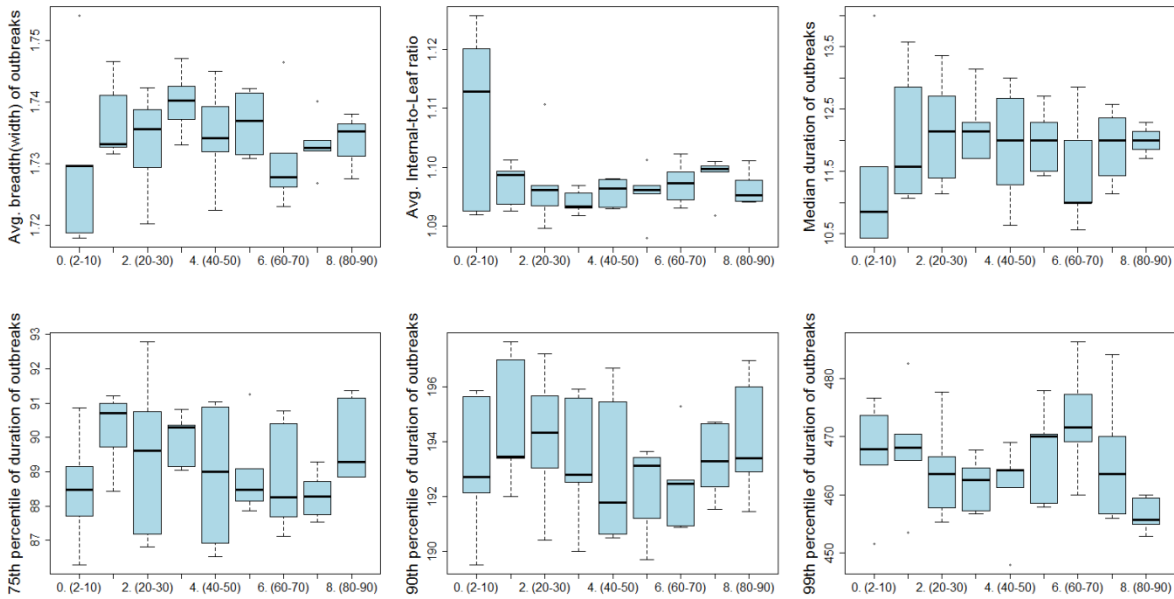 Avg. breadth(width) of outbreaks
1.75
1.74
1.73
1.72
0. (2-10) 2. (20-30) 4. (40-50) 6. (60-70) 8. (80-90)
Avg. Internal-to-Leaf ratio
1.12
1.11
1.10
1.09
0. (2-10) 2. (20-30) 4. (40-50) 6. (60-70) 8. (80-90)
Median duration of outbreaks
13.5
12.5
11.5
10.5
0. (2-10) 2. (20-30) 4. (40-50) 6. (60-70) 8. (80-90)
75th percentile of duration of outbreaks
93
92
91
90
89
88
87
0. (2-10) 2. (20-30) 4. (40-50) 6. (60-70) 8. (80-90)
90th percentile of duration of outbreaks
196
194
192
190
0. (2-10) 2. (20-30) 4. (40-50) 6. (60-70) 8. (80-90)
99th percentile of duration of outbreaks
480
470
460
450
0. (2-10) 2. (20-30) 4. (40-50) 6. (60-70) 8. (80-90)